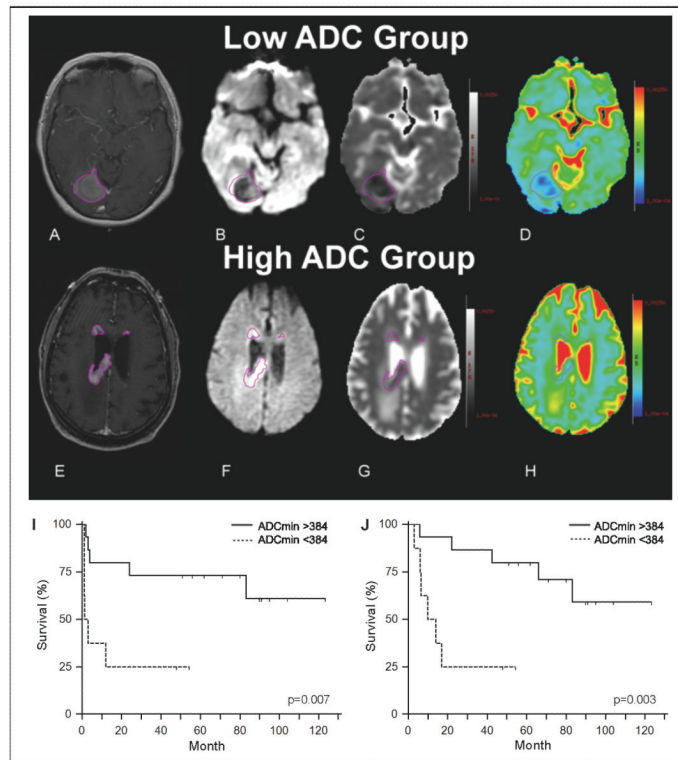 Low ADC Group
A B C D
High ADC Group
E F G H
I
ADCmin >384
ADCmin <384
100
75
50
25
0
Survival (%)
0 20 40 60 80 100 120
Month
p=0.007
J
ADCmin >384
ADCmin <384
100
75
50
25
0
Survival (%)
0 20 40 60 80 100 120
Month
p=0.003